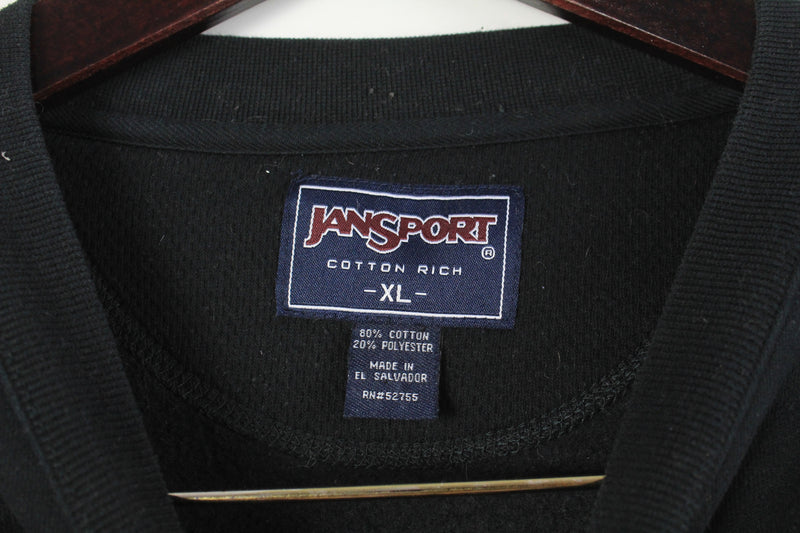 JANSPORT
®
COTTON RICH
-XL-
80% COTTON
20% POLYESTER
MADE IN
EL SALVADOR
RN#52755